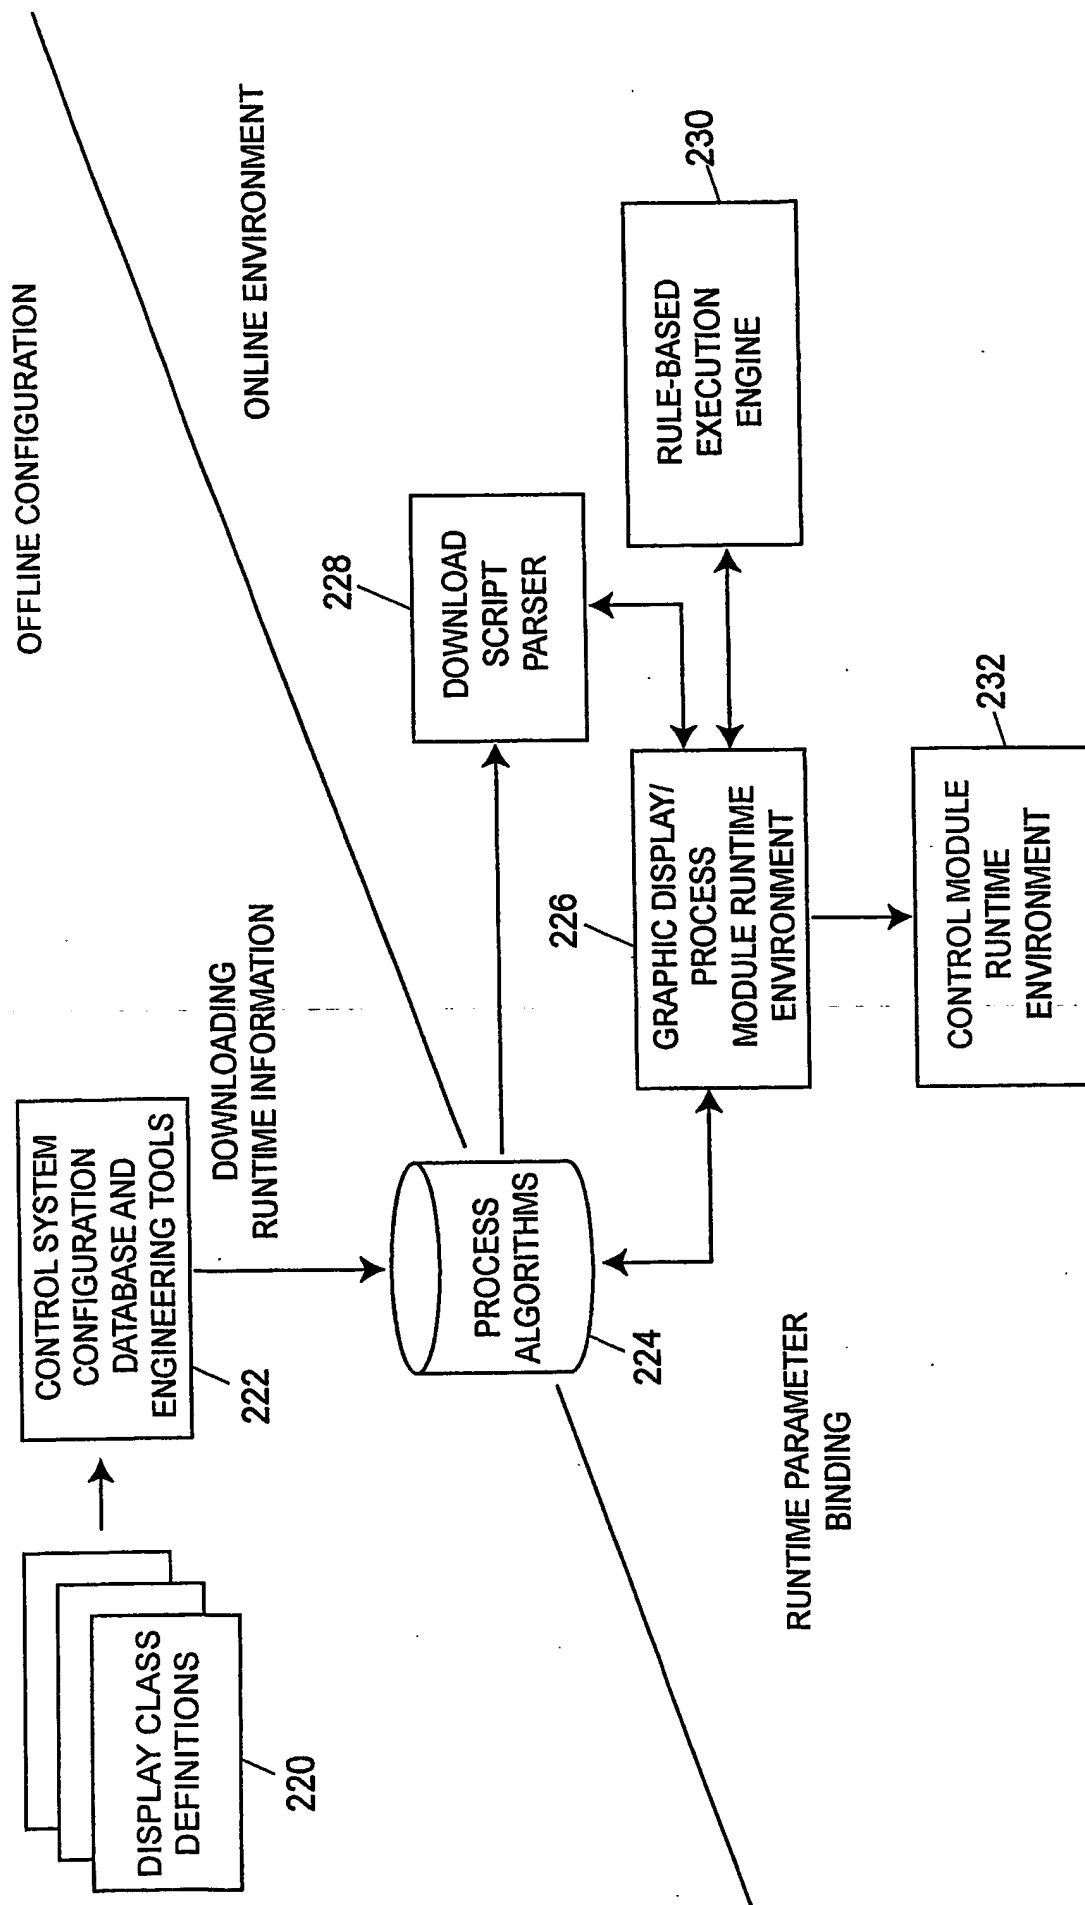 OFFLINE CONFIGURATION
ONLINE ENVIRONMENT
DISPLAY CLASS
DEFINITIONS
220
CONTROL SYSTEM
CONFIGURATION
DATABASE AND
ENGINEERING TOOLS
222
DOWNLOADING
RUNTIME INFORMATION
PROCESS
ALGORITHMS
224
228
DOWNLOAD
SCRIPT
PARSER
230
RULE-BASED
EXECUTION
ENGINE
226
GRAPHIC DISPLAY/
PROCESS
MODULE RUNTIME
ENVIRONMENT
RUNTIME PARAMETER
BINDING
232
CONTROL MODULE
RUNTIME
ENVIRONMENT